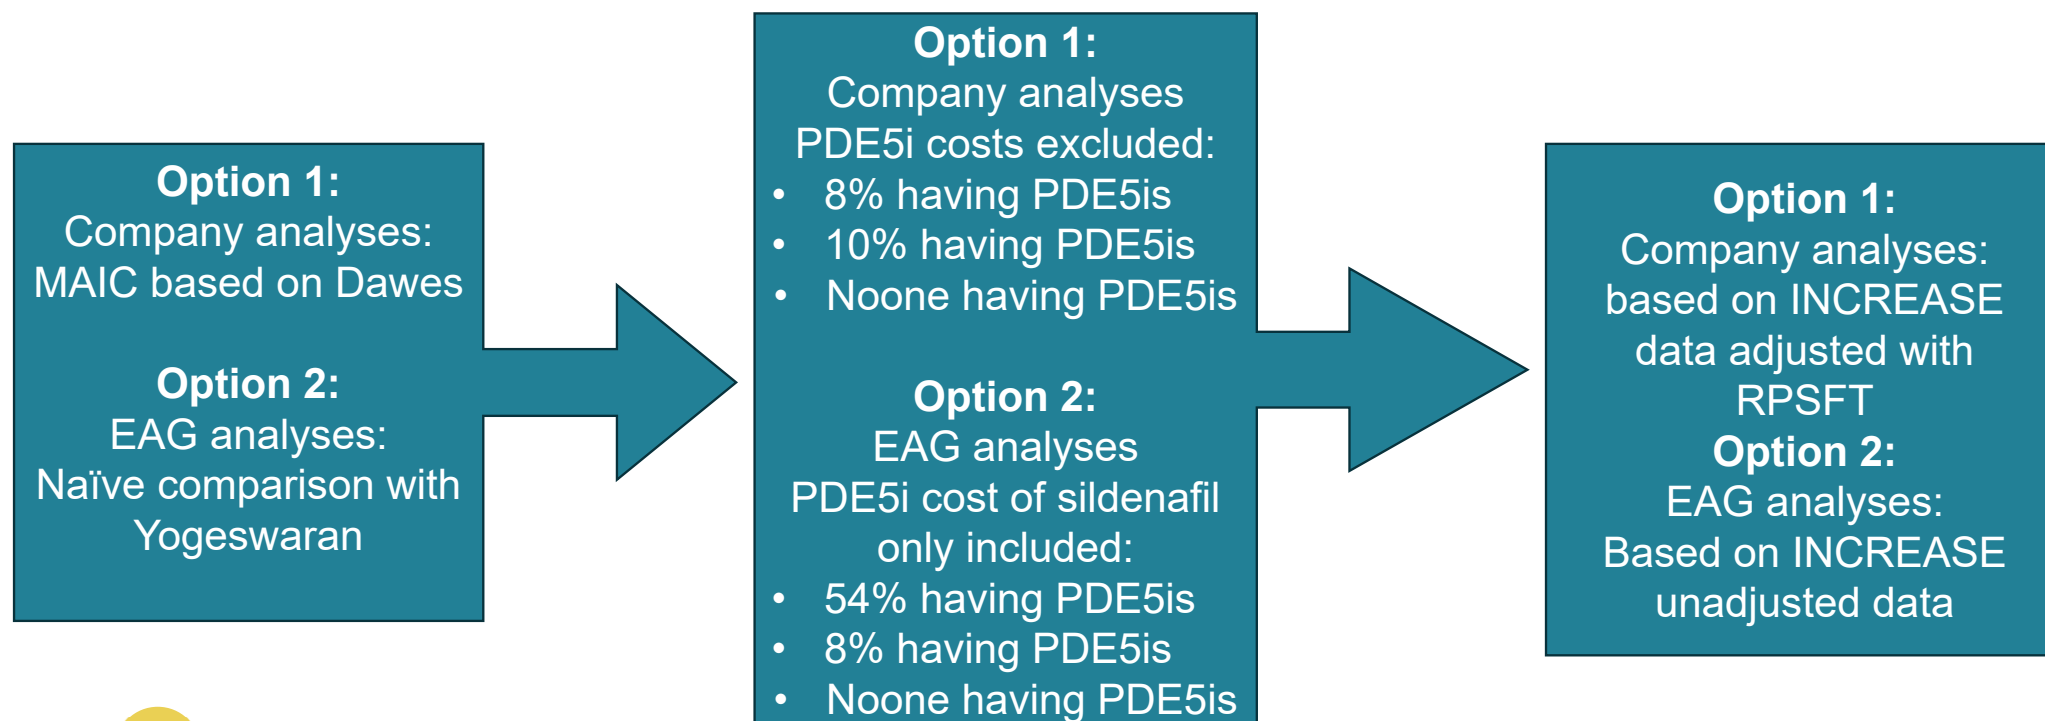 Option 1:
Company analyses:
MAIC based on Dawes
Option 2:
EAG analyses:
Naïve comparison with
Yogeswaran
Option 1:
Company analyses
PDE5i costs excluded:
• 8% having PDE5is
• 10% having PDE5is
• Noone having PDE5is
Option 2:
EAG analyses
PDE5i cost of sildenafil
only included:
• 54% having PDE5is
• 8% having PDE5is
• Noone having PDE5is
Option 1:
Company analyses:
based on INCREASE
data adjusted with
RPSFT
Option 2:
EAG analyses:
Based on INCREASE
unadjusted data